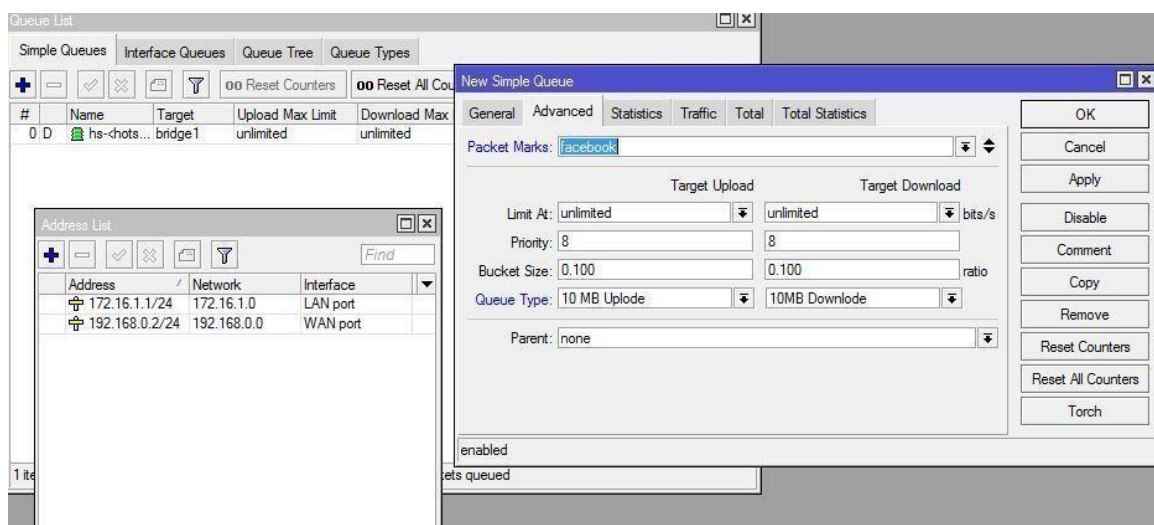 Queue List
Simple Queues Interface Queues Queue Tree Queue Types
00 Reset Counters 00 Reset All Cou
# Name Target Upload Max Limit Download Max
0 D hs-<hots... bridge1 unlimited unlimited
Address List
Find
Address Network Interface
172.16.1.1/24 172.16.1.0 LAN port
192.168.0.2/24 192.168.0.0 WAN port
1 ite
ets queued
New Simple Queue
General Advanced Statistics Traffic Total Total Statistics
Packet Marks: facebook
Target Upload Target Download
Limit At: unlimited unlimited bits/s
Priority: 8 8
Bucket Size: 0.100 0.100 ratio
Queue Type: 10 MB Uplode 10MB Downlode
Parent: none
enabled
OK
Cancel
Apply
Disable
Comment
Copy
Remove
Reset Counters
Reset All Counters
Torch